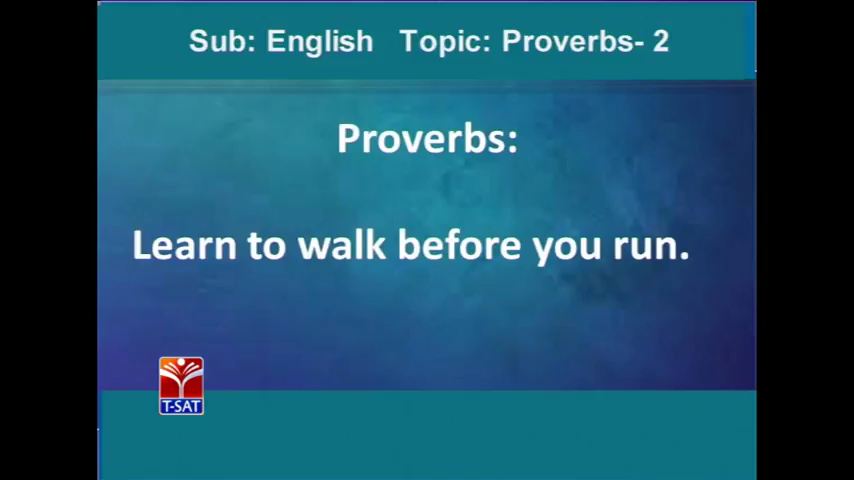 Sub: English Topic: Proverbs- 2
Proverbs:
Learn to walk before you run.
T-SAT